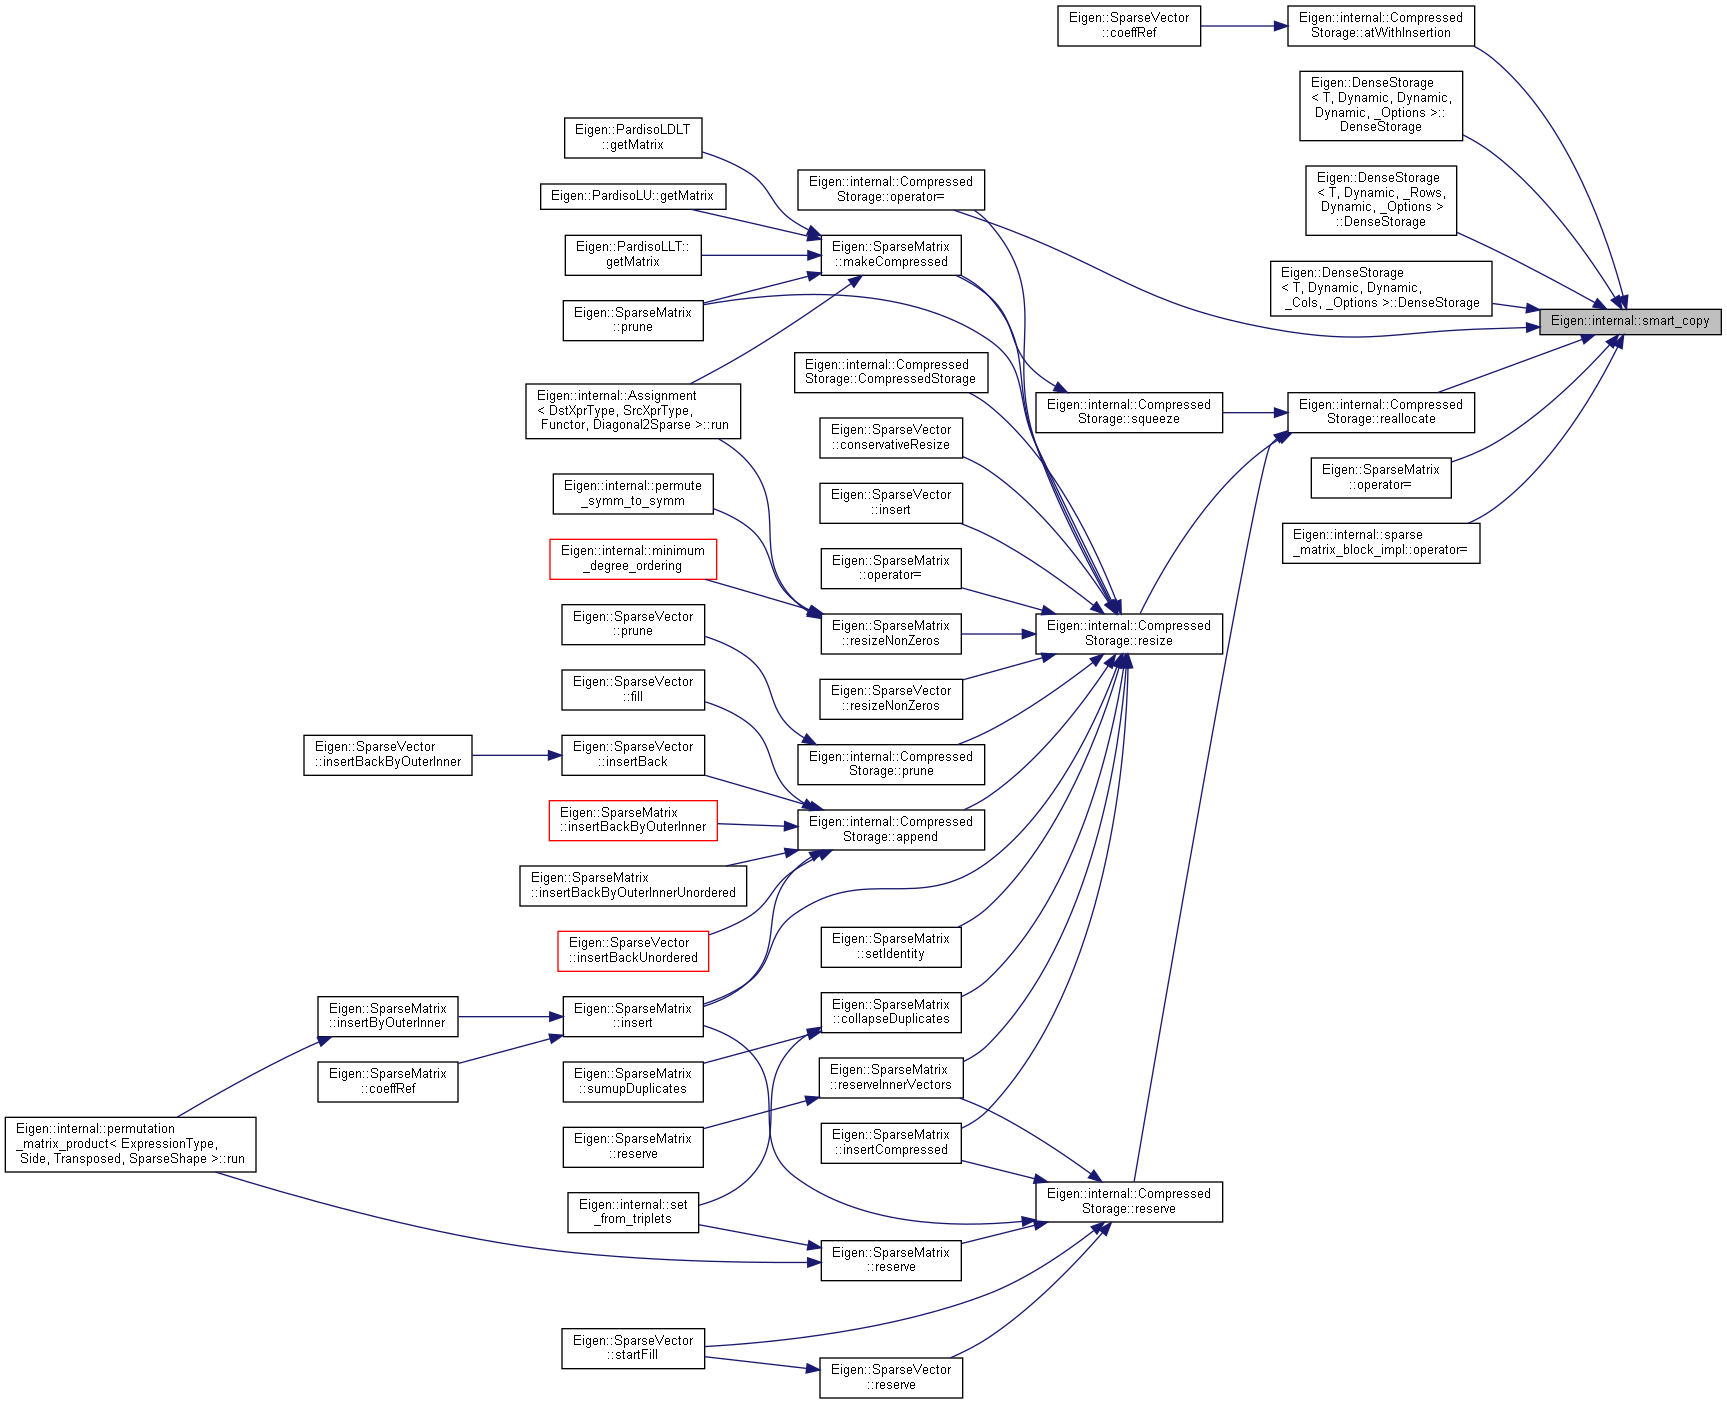 Eigen::SparseVector
::coeffRef
Eigen::internal::Compressed
Storage::atWithInsertion
Eigen::DenseStorage
< T, Dynamic, Dynamic,
Dynamic, _Options >::
DenseStorage
Eigen::PardisoLDLT
::getMatrix
Eigen::internal::Compressed
Storage::operator=
Eigen::DenseStorage
< T, Dynamic, _Rows,
Dynamic, _Options >
::DenseStorage
Eigen::PardisoLU::getMatrix
Eigen::PardisoLLT::
getMatrix
Eigen::SparseMatrix
::makeCompressed
Eigen::DenseStorage
< T, Dynamic, Dynamic,
_Cols, _Options >::DenseStorage
Eigen::SparseMatrix
::prune
Eigen::internal::smart_copy
Eigen::internal::Compressed
Storage::CompressedStorage
Eigen::internal::Assignment
< DstXprType, SrcXprType,
Functor, Diagonal2Sparse >::run
Eigen::internal::Compressed
Storage::squeeze
Eigen::internal::Compressed
Storage::reallocate
Eigen::SparseVector
::conservativeResize
Eigen::SparseMatrix
::operator=
Eigen::internal::permute
_symm_to_symm
Eigen::SparseVector
::insert
Eigen::internal::sparse
_matrix_block_impl::operator=
Eigen::internal::minimum
_degree_ordering
Eigen::SparseMatrix
::operator=
Eigen::SparseVector
::prune
Eigen::SparseMatrix
::resizeNonZeros
Eigen::internal::Compressed
Storage::resize
Eigen::SparseVector
::fill
Eigen::SparseVector
::resizeNonZeros
Eigen::SparseVector
::insertBackByOuterInner
Eigen::SparseVector
::insertBack
Eigen::internal::Compressed
Storage::prune
Eigen::SparseMatrix
::insertBackByOuterInner
Eigen::internal::Compressed
Storage::append
Eigen::SparseMatrix
::insertBackByOuterInnerUnordered
Eigen::SparseVector
::insertBackUnordered
Eigen::SparseMatrix
::setIdentity
Eigen::SparseMatrix
::insertByOuterInner
Eigen::SparseMatrix
::insert
Eigen::SparseMatrix
::collapseDuplicates
Eigen::SparseMatrix
::coeffRef
Eigen::SparseMatrix
::sumupDuplicates
Eigen::SparseMatrix
::reserveInnerVectors
Eigen::internal::permutation
_matrix_product< ExpressionType,
Side, Transposed, SparseShape >::run
Eigen::SparseMatrix
::reserve
Eigen::SparseMatrix
::insertCompressed
Eigen::internal::set
_from_triplets
Eigen::internal::Compressed
Storage::reserve
Eigen::SparseMatrix
::reserve
Eigen::SparseVector
::startFill
Eigen::SparseVector
::reserve